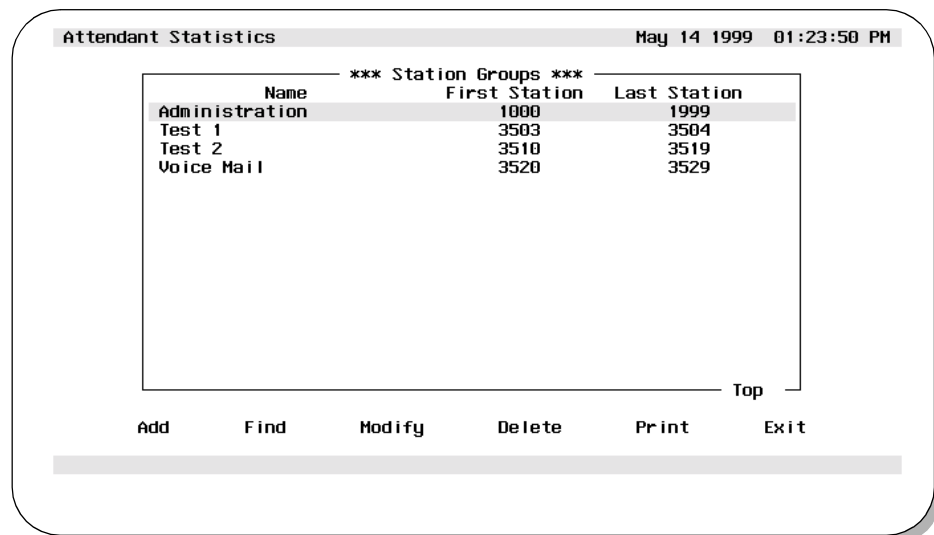 Attendant Statistics May 14 1999 01:23:50 PM
*** Station Groups ***
Name First Station Last Station
Administration 1000 1999
Test 1 3503 3504
Test 2 3510 3519
Voice Mail 3520 3529
Top
Add Find Modify Delete Print Exit